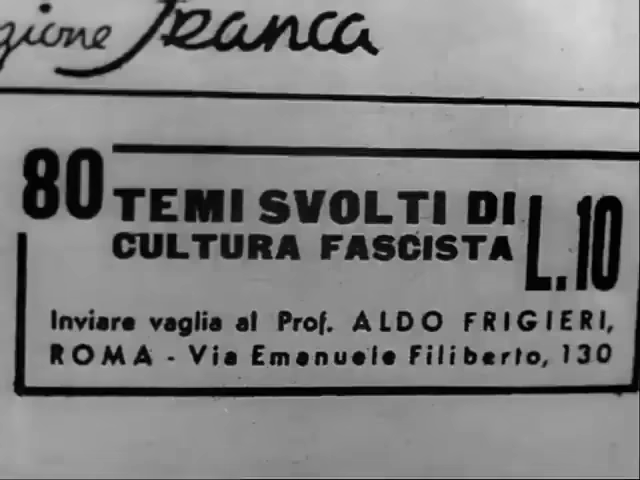 gione Franca
80 TEMI SVOLTI DI
CULTURA FASCISTA L.10
Inviare vaglia al Prof. ALDO FRIGIERI,
ROMA - Via Emanuele Filiberto, 130